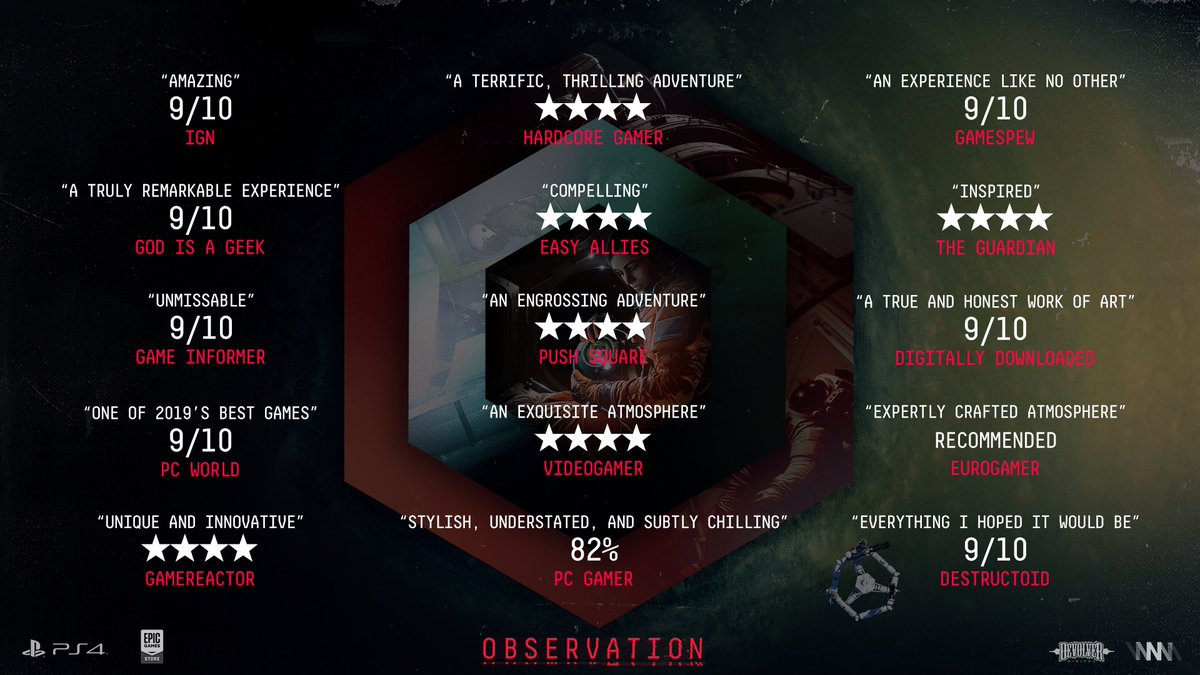 “AMAZING”
9/10
IGN
“A TERRIFIC, THRILLING ADVENTURE”
★★★★
HARDCORE GAMER
“AN EXPERIENCE LIKE NO OTHER”
9/10
GAMESPEW
“A TRULY REMARKABLE EXPERIENCE”
9/10
GOD IS A GEEK
“COMPELLING”
★★★★
EASY ALLIES
“INSPIRED”
★★★★
THE GUARDIAN
“UNMISSABLE”
9/10
GAME INFORMER
“AN ENGROSSING ADVENTURE”
★★★★
PUSH SQUARE
“A TRUE AND HONEST WORK OF ART”
9/10
DIGITALLY DOWNLOADED
“ONE OF 2019’S BEST GAMES”
9/10
PC WORLD
“AN EXQUISITE ATMOSPHERE”
★★★★
VIDEOGAMER
“EXPERTLY CRAFTED ATMOSPHERE”
RECOMMENDED
EUROGAMER
“UNIQUE AND INNOVATIVE”
★★★★
GAMEREACTOR
“STYLISH, UNDERSTATED, AND SUBTLY CHILLING”
82%
PC GAMER
“EVERYTHING I HOPED IT WOULD BE”
9/10
DESTRUCTOID
PS4
EPIC
GAMES
STORE
OBSERVATION
DEVOLVER
DIGITAL